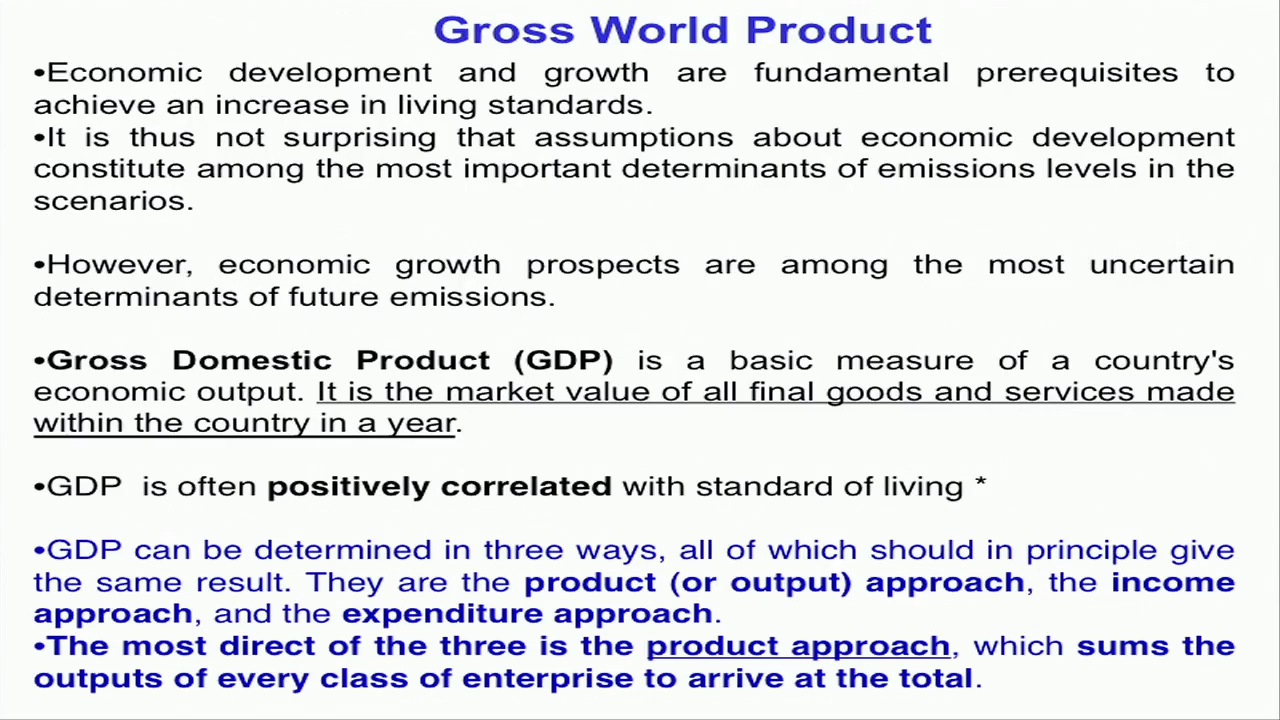 Gross World Product
•Economic development and growth are fundamental prerequisites to
achieve an increase in living standards.
•It is thus not surprising that assumptions about economic development
constitute among the most important determinants of emissions levels in the
scenarios.
•However, economic growth prospects are among the most uncertain
determinants of future emissions.
•Gross Domestic Product (GDP) is a basic measure of a country's
economic output. It is the market value of all final goods and services made
within the country in a year.
•GDP is often positively correlated with standard of living *
•GDP can be determined in three ways, all of which should in principle give
the same result. They are the product (or output) approach, the income
approach, and the expenditure approach.
•The most direct of the three is the product approach, which sums the
outputs of every class of enterprise to arrive at the total.